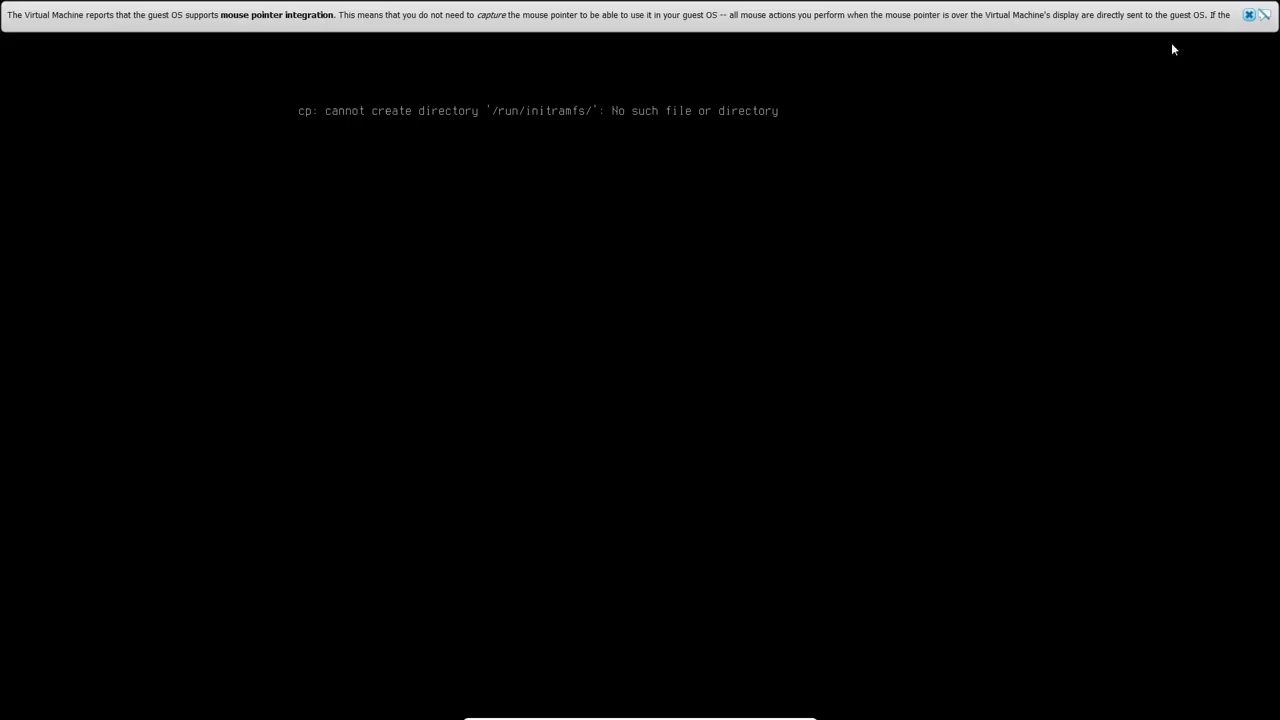 The Virtual Machine reports that the guest OS supports mouse pointer integration. This means that you do not need to capture the mouse pointer to be able to use it in your guest OS -- all mouse actions you perform when the mouse pointer is over the Virtual Machine's display are directly sent to the guest OS. If the
cp: cannot create directory '/run/initramfs/': No such file or directory